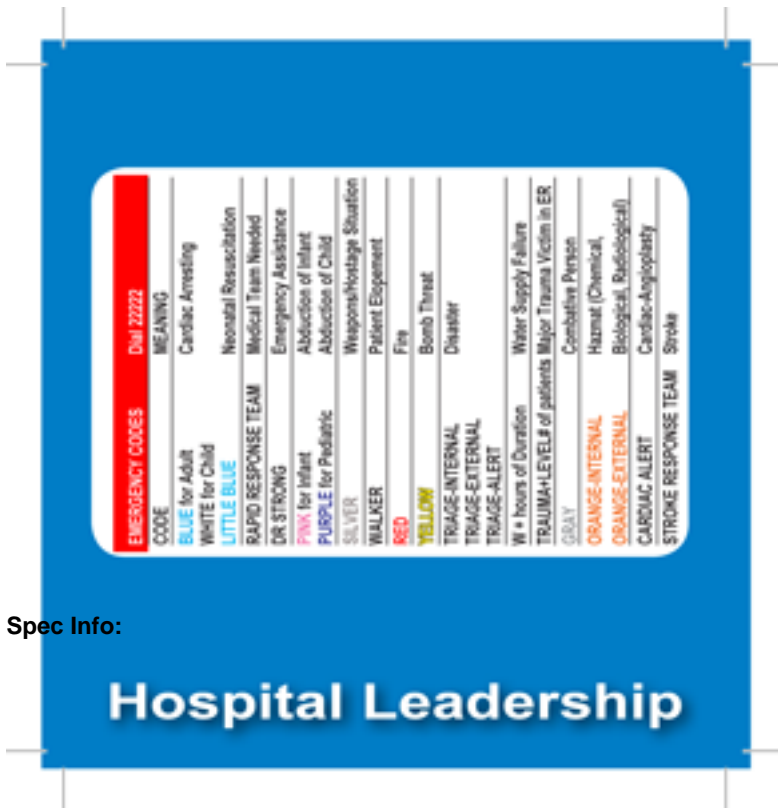 EMERGENCY CODES Dial 22222
CODE MEANING
BLUE for Adult Cardiac Arresting
WHITE for Child
LITTLE BLUE Neonatal Resuscitation
RAPID RESPONSE TEAM Medical Team Needed
DR STRONG Emergency Assistance
PINK for Infant Abduction of Infant
PURPLE for Pediatric Abduction of Child
SILVER Weapons/Hostage Situation
WALKER Patient Elopement
RED Fire
YELLOW Bomb Threat
TRIAGE-INTERNAL Disaster
TRIAGE-EXTERNAL
TRIAGE-ALERT
W + hours of Duration Water Supply Failure
TRAUMA+LEVEL# of patients Major Trauma Victim in ER
GRAY Combative Person
ORANGE-INTERNAL Hazmat (Chemical,
ORANGE-EXTERNAL Biological, Radiological)
CARDIAC ALERT Cardiac-Angioplasty
STROKE RESPONSE TEAM Stroke
Spec Info:
Hospital Leadership